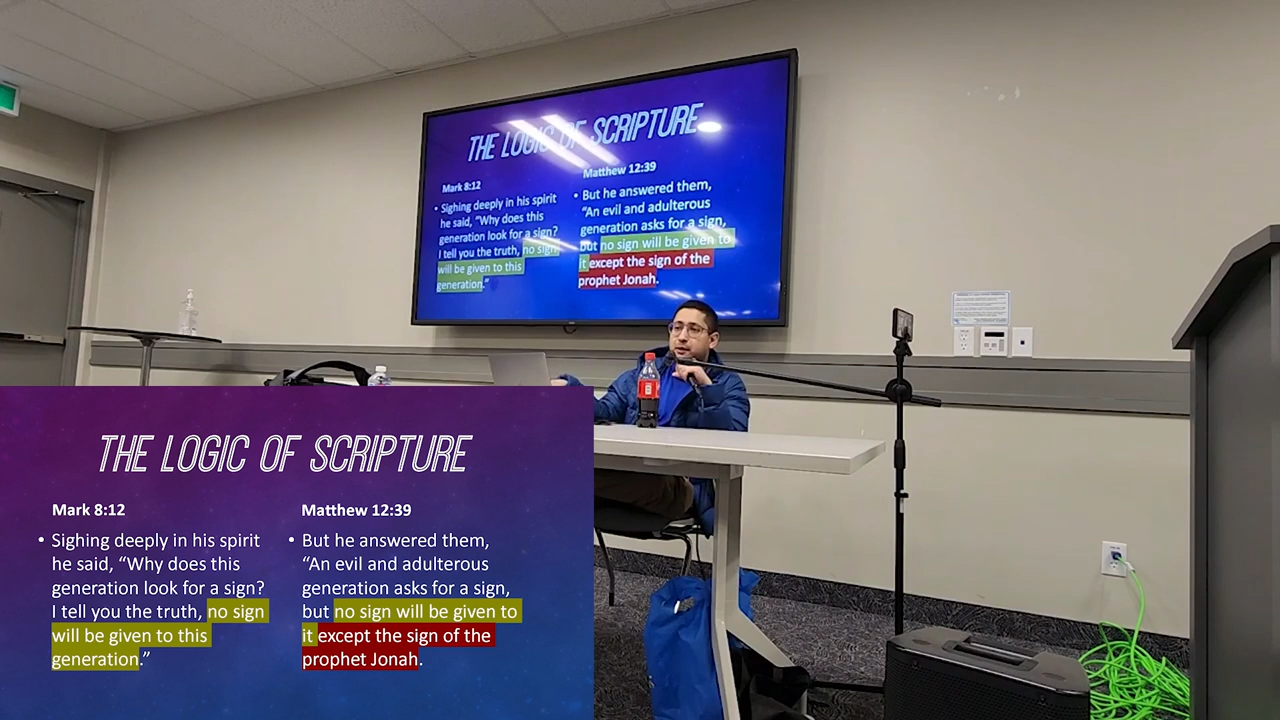 THE LOGIC OF SCRIPTURE
Mark 8:12
• Sighing deeply in his spirit
he said, “Why does this
generation look for a sign?
I tell you the truth, no sign
will be given to this
generation.”
Matthew 12:39
• But he answered them,
“An evil and adulterous
generation asks for a sign,
but no sign will be given to
it except the sign of the
prophet Jonah.
THE LOGIC OF SCRIPTURE
Mark 8:12
• Sighing deeply in his spirit
he said, “Why does this
generation look for a sign?
I tell you the truth, no sign
will be given to this
generation.”
Matthew 12:39
• But he answered them,
“An evil and adulterous
generation asks for a sign,
but no sign will be given to
it except the sign of the
prophet Jonah.